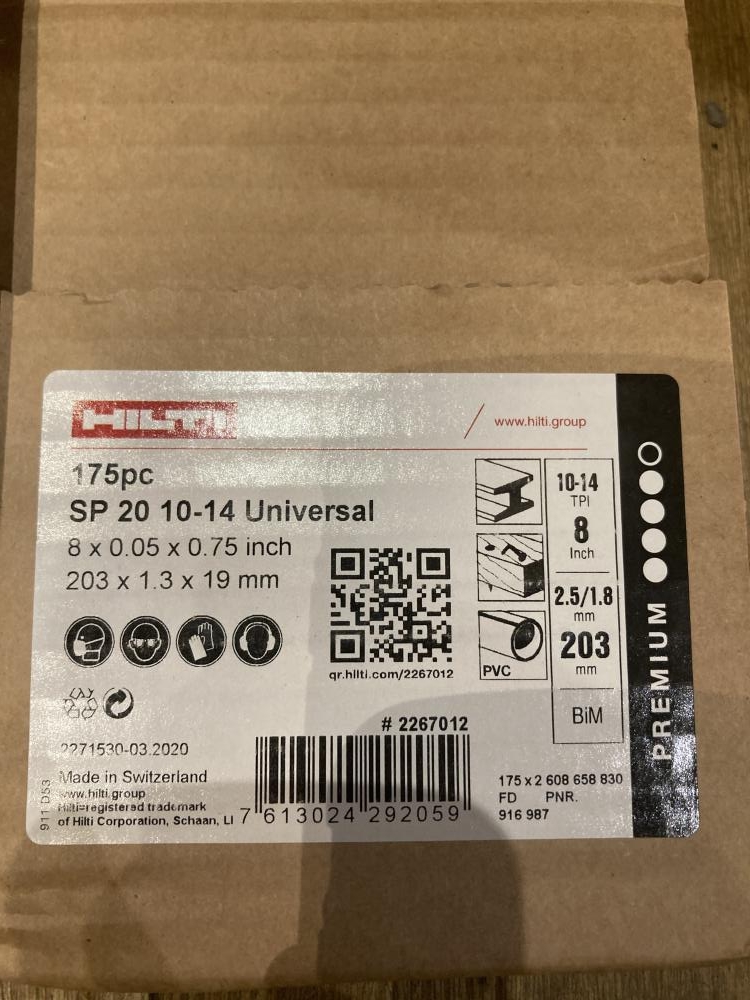 HILTI
www.hilti.group
175pc
SP 20 10-14 Universal
8 x 0.05 x 0.75 inch
203 x 1.3 x 19 mm
qr.hilti.com/2267012
PVC
10-14
TPI
8
Inch
2.5/1.8
mm
203
mm
BiM
PREMIUM
# 2267012
2271530-03.2020
Made in Switzerland
www.hilti.group
Hilti=registered trademark
of Hilti Corporation, Schaan, LI
911 D53
7 613024 292059
175 x 2 608 658 830
FD PNR.
916 987